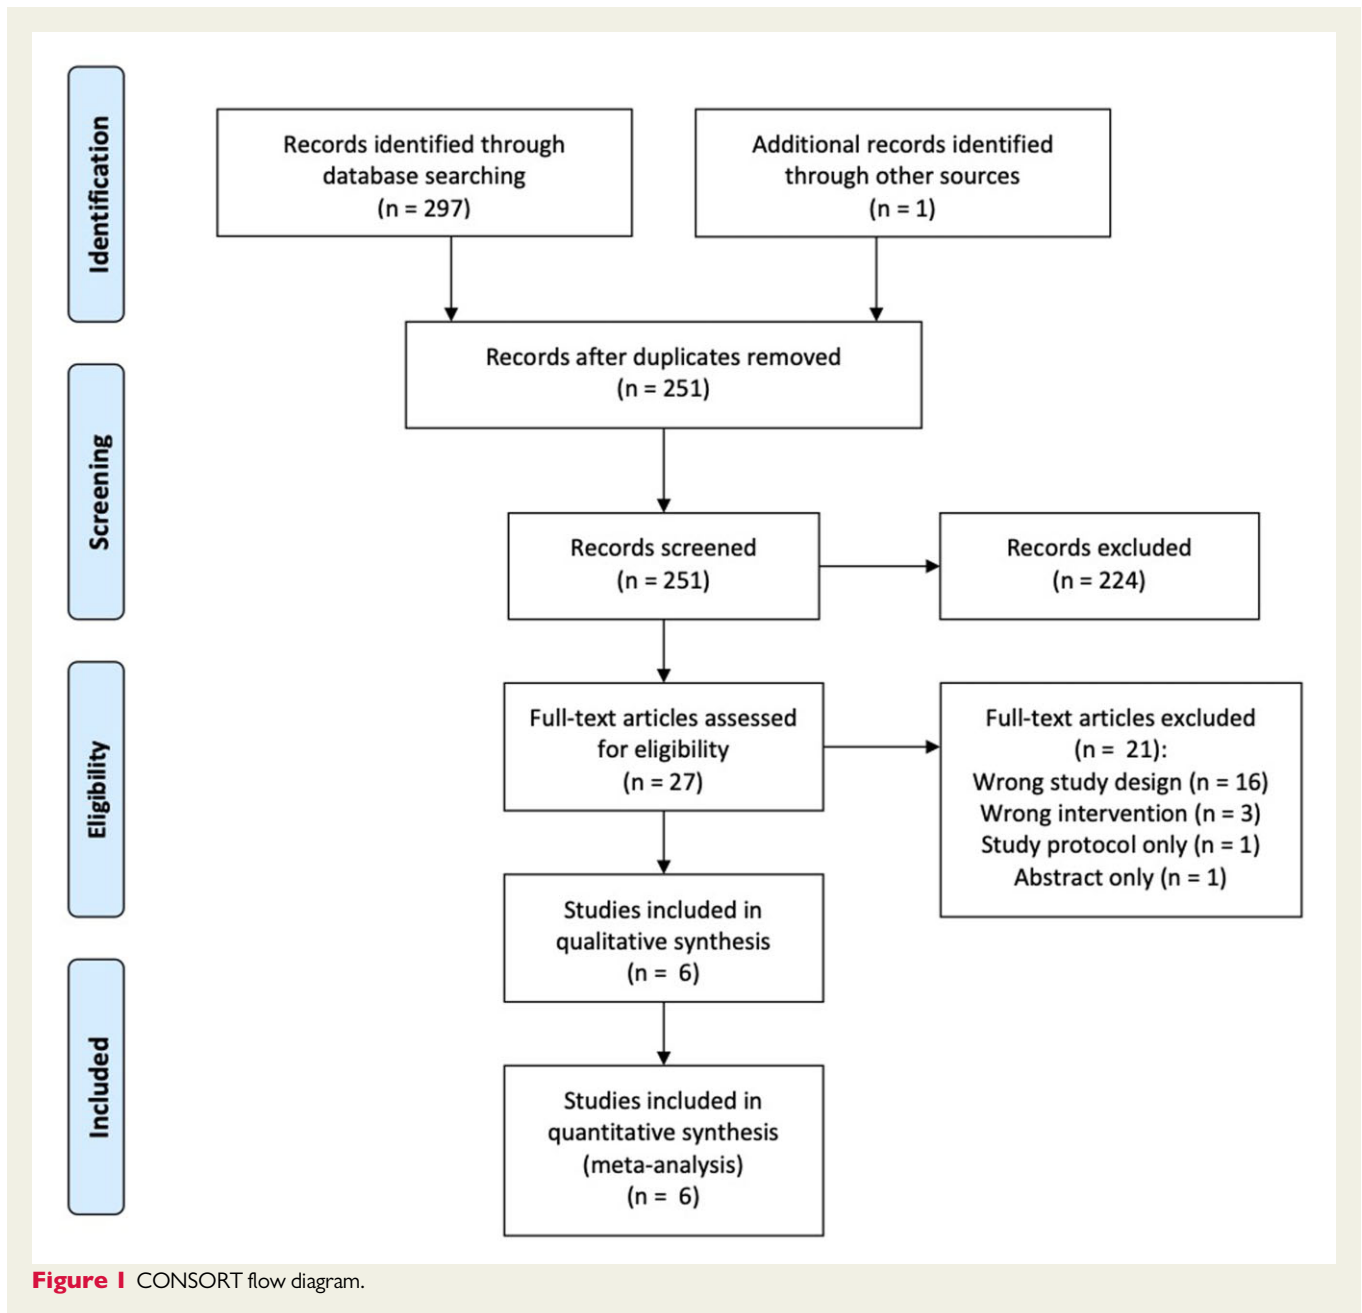 Identification
Records identified through
database searching
(n = 297)
Additional records identified
through other sources
(n = 1)
Records after duplicates removed
(n = 251)
Screening
Records screened
(n = 251)
Records excluded
(n = 224)
Eligibility
Full-text articles assessed
for eligibility
(n = 27)
Full-text articles excluded
(n =  21):
Wrong study design (n = 16)
Wrong intervention (n = 3)
Study protocol only (n = 1)
Abstract only (n = 1)
Studies included in
qualitative synthesis
(n =  6)
Included
Studies included in
quantitative synthesis
(meta-analysis)
(n =  6)
Figure 1 CONSORT flow diagram.